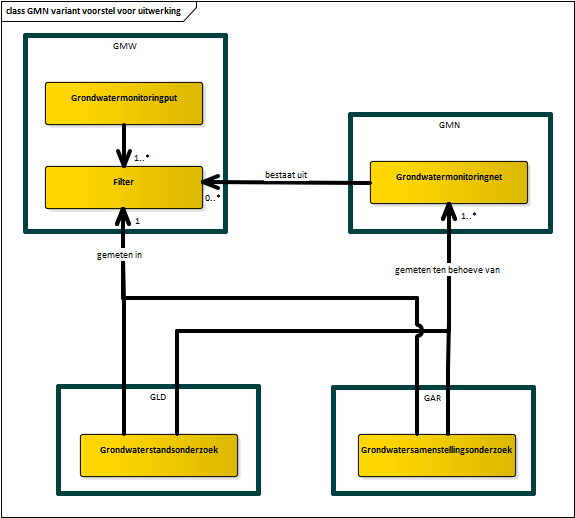 class GMN variant voorstel voor uitwerking
GMW
Grondwatermonitoringput
1..*
Filter
0..*
1
bestaat uit
GMN
Grondwatermonitoringnet
1..*
gemeten in
gemeten ten behoeve van
GLD
Grondwaterstandsonderzoek
GAR
Grondwatersamenstellingsonderzoek